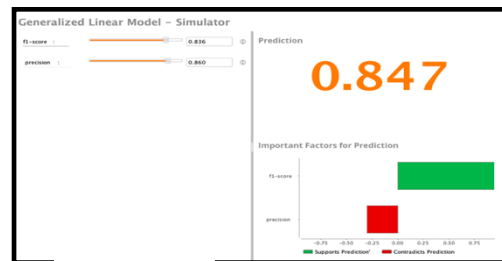 Generalized Linear Model - Simulator
f1-score : 0.836
precision : 0.860
Prediction
0.847
Important Factors for Prediction
f1-score
precision
-0.75 -0.50 -0.25 0.00 0.25 0.50 0.75
Supports Prediction Contradicts Prediction